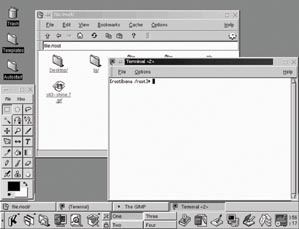 file:/root
File Edit View Bookmarks Cache Options Help
file:/root
Trash
Templates
Autostart
Desktop/
Terminal <2>
File Options Help
[root@bana /root]#
File Xtns
file:/root/
(Terminal)
The GIMP
Terminal <2>
One Three
Two Four